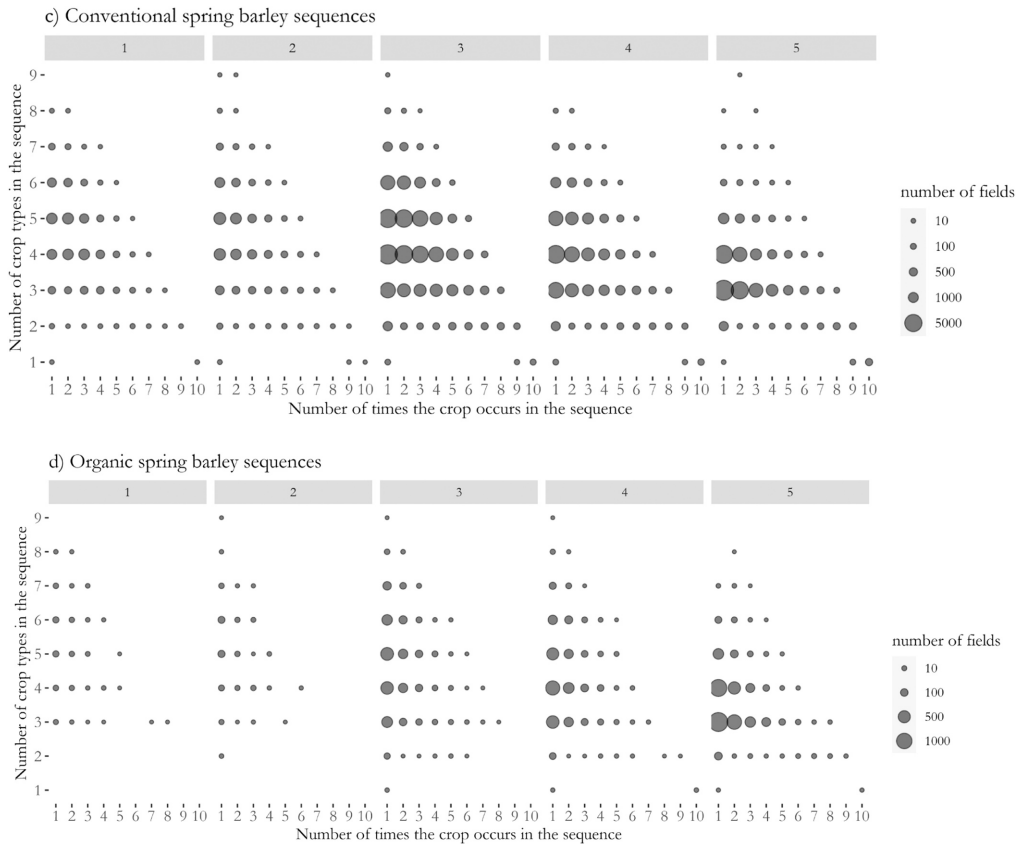 c) Conventional spring barley sequences
1 2 3 4 5
Number of crop types in the sequence
9
8
7
6
5
4
3
2
1
1 2 3 4 5 6 7 8 9 10 1 2 3 4 5 6 7 8 9 10 1 2 3 4 5 6 7 8 9 10 1 2 3 4 5 6 7 8 9 10 1 2 3 4 5 6 7 8 9 10
Number of times the crop occurs in the sequence
number of fields
10
100
500
1000
5000
d) Organic spring barley sequences
1 2 3 4 5
Number of crop types in the sequence
9
8
7
6
5
4
3
2
1
1 2 3 4 5 6 7 8 9 10 1 2 3 4 5 6 7 8 9 10 1 2 3 4 5 6 7 8 9 10 1 2 3 4 5 6 7 8 9 10 1 2 3 4 5 6 7 8 9 10
Number of times the crop occurs in the sequence
number of fields
10
100
500
1000